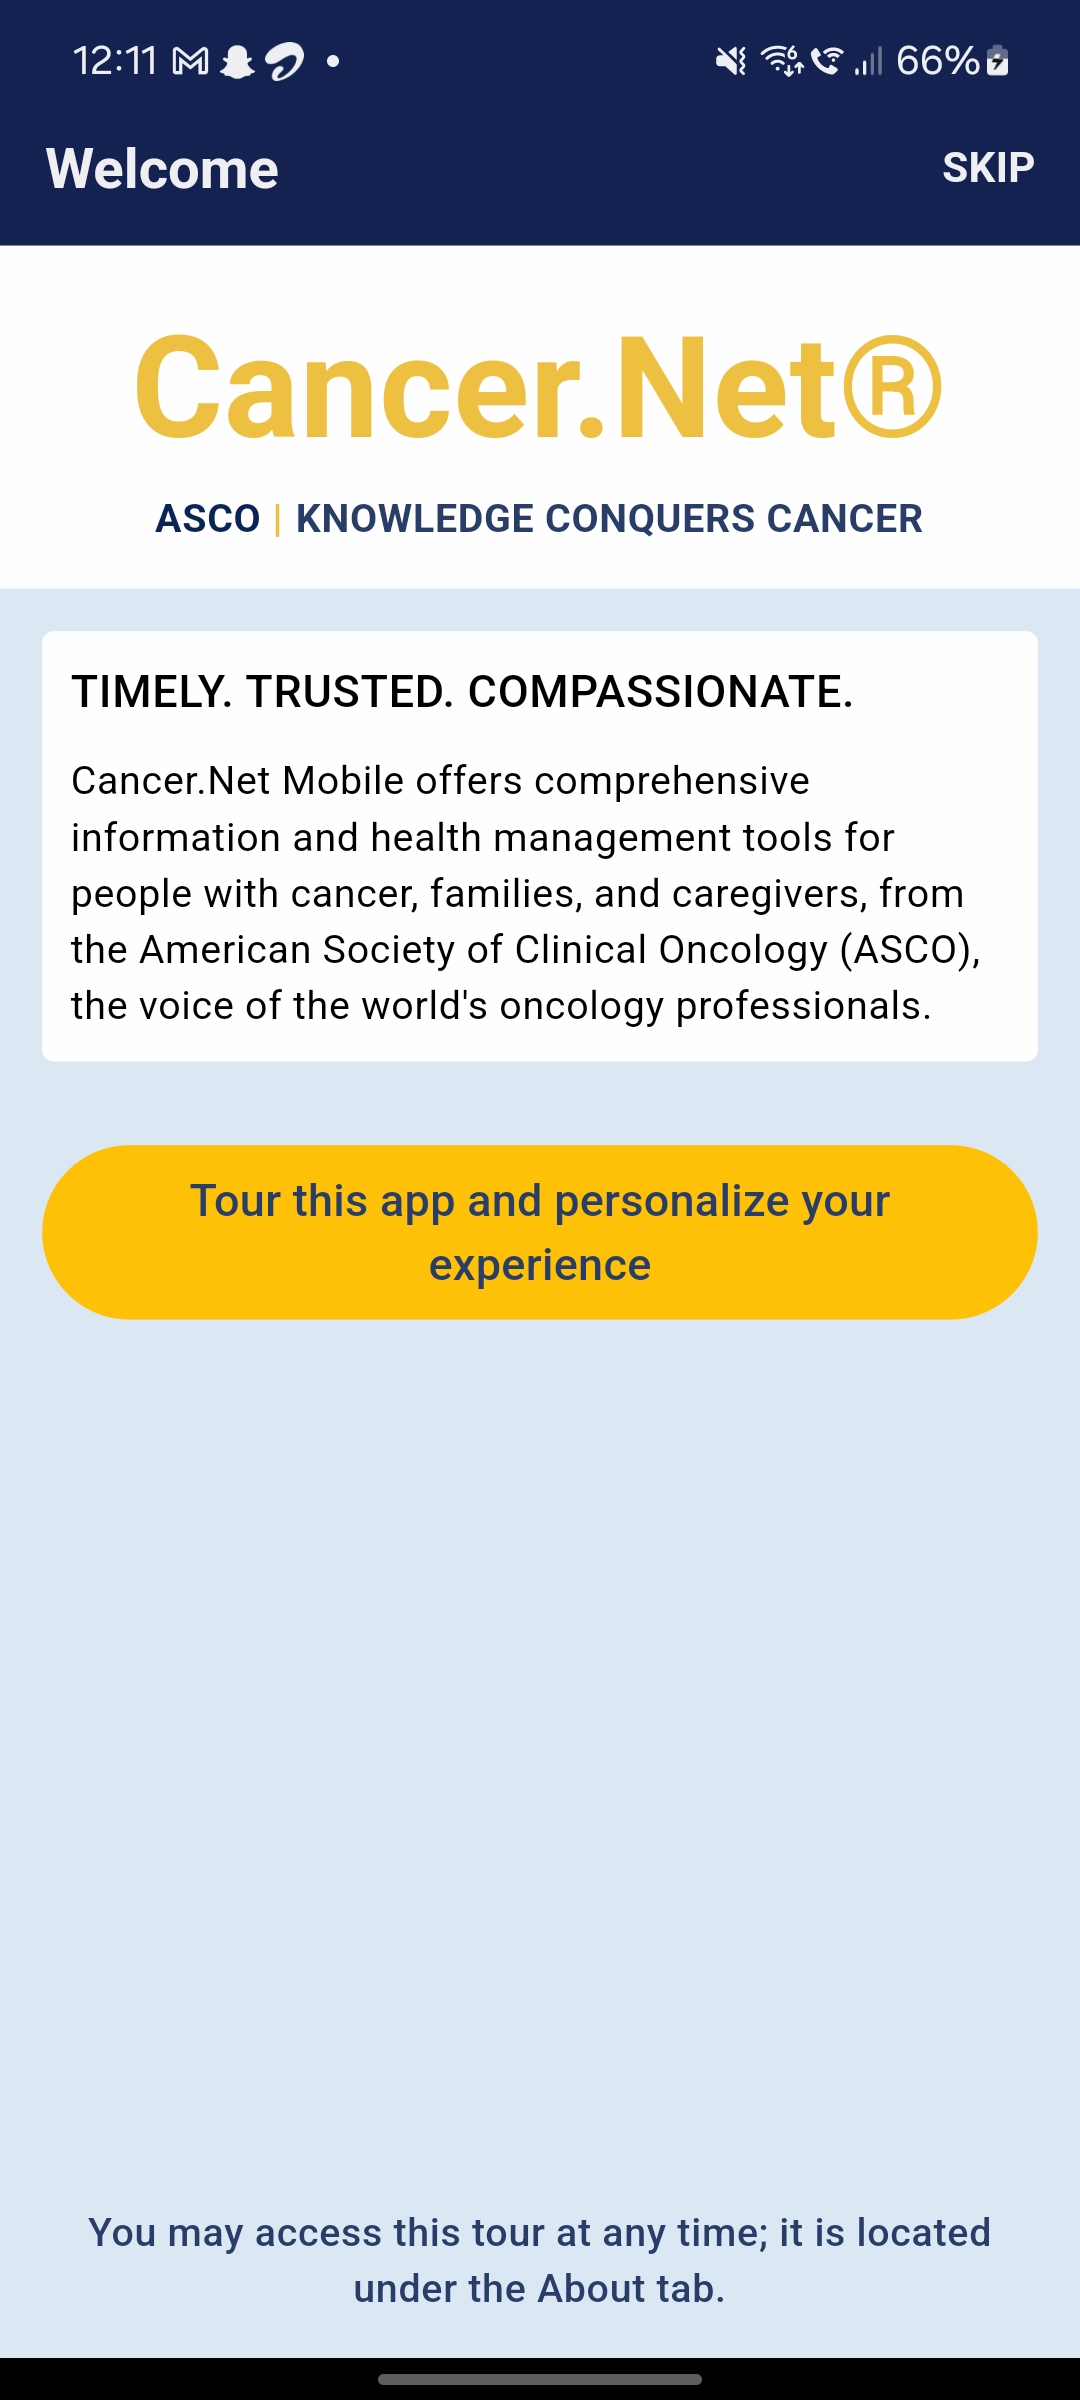 12:11
66%
Welcome
SKIP
Cancer.Net®
ASCO | KNOWLEDGE CONQUERS CANCER
TIMELY. TRUSTED. COMPASSIONATE.
Cancer.Net Mobile offers comprehensive
information and health management tools for
people with cancer, families, and caregivers, from
the American Society of Clinical Oncology (ASCO),
the voice of the world's oncology professionals.
Tour this app and personalize your
experience
You may access this tour at any time; it is located
under the About tab.